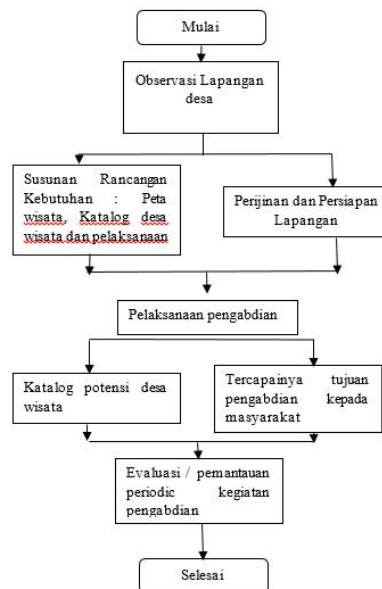 Mulai
Observasi Lapangan
desa
Susunan Rancangan
Kebutuhan : Peta
wisata, Katalog desa
wisata dan pelaksanaan
Perijinan dan Persiapan
Lapangan
Pelaksanaan pengabdian
Katalog potensi desa
wisata
Tercapainya tujuan
pengabdian kepada
masyarakat
Evaluasi / pemantauan
periodic kegiatan
pengabdian
Selesai